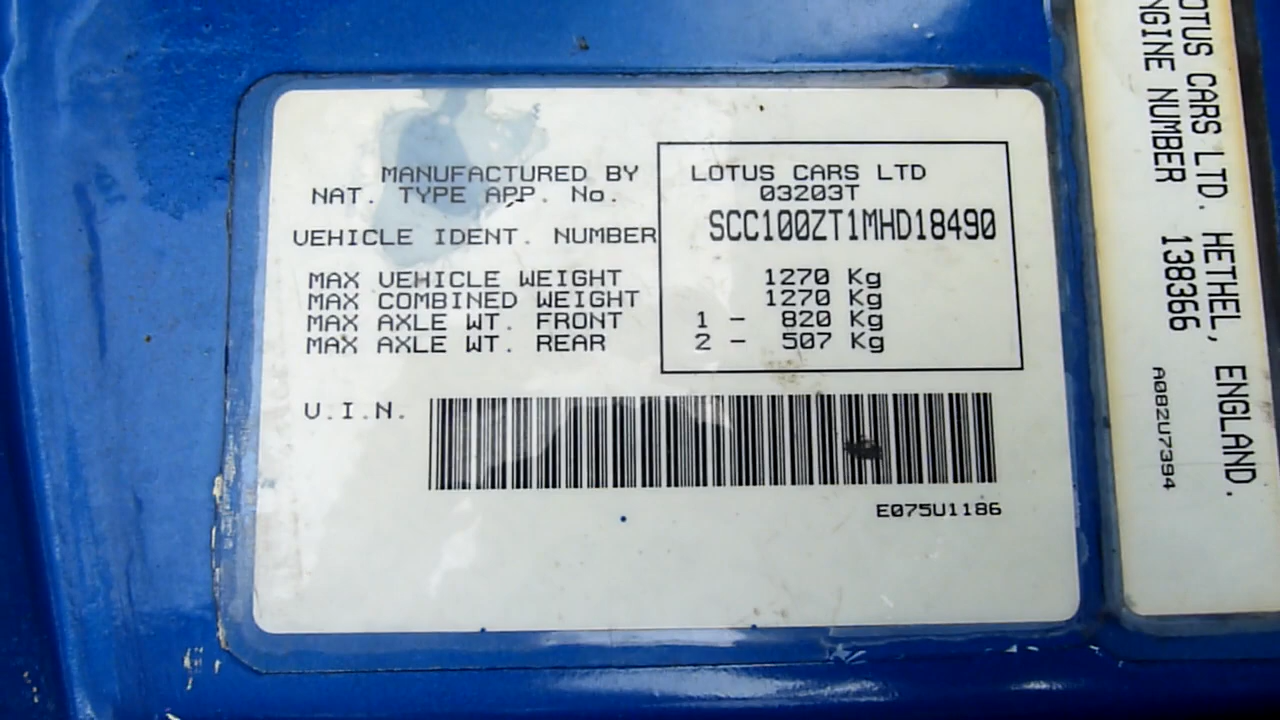 MANUFACTURED BY LOTUS CARS LTD
NAT. TYPE APP. No. 03203T
VEHICLE IDENT. NUMBER SCC100ZT1MHD18490
MAX VEHICLE WEIGHT 1270 Kg
MAX COMBINED WEIGHT 1270 Kg
MAX AXLE WT. FRONT 1 - 820 Kg
MAX AXLE WT. REAR 2 - 507 Kg
V.I.N.
E075U1186
LOTUS CARS LTD. HETHEL, ENGLAND.
ENGINE NUMBER 138366
A082U7394